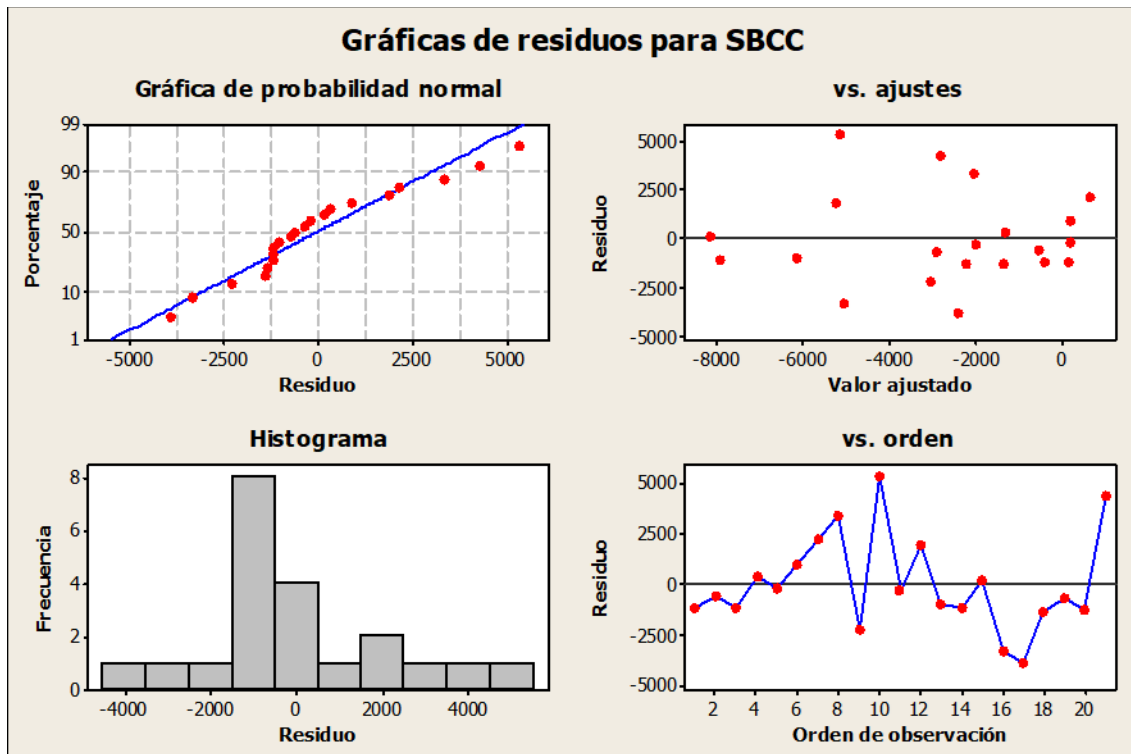 Gráficas de residuos para SBCC
Gráfica de probabilidad normal
99
90
50
10
1
Porcentaje
-5000 -2500 0 2500 5000
Residuo
vs. ajustes
5000
2500
0
-2500
-5000
Residuo
-8000 -6000 -4000 -2000 0
Valor ajustado
Histograma
8
6
4
2
0
Frecuencia
-4000 -2000 0 2000 4000
Residuo
vs. orden
5000
2500
0
-2500
-5000
Residuo
2 4 6 8 10 12 14 16 18 20
Orden de observación